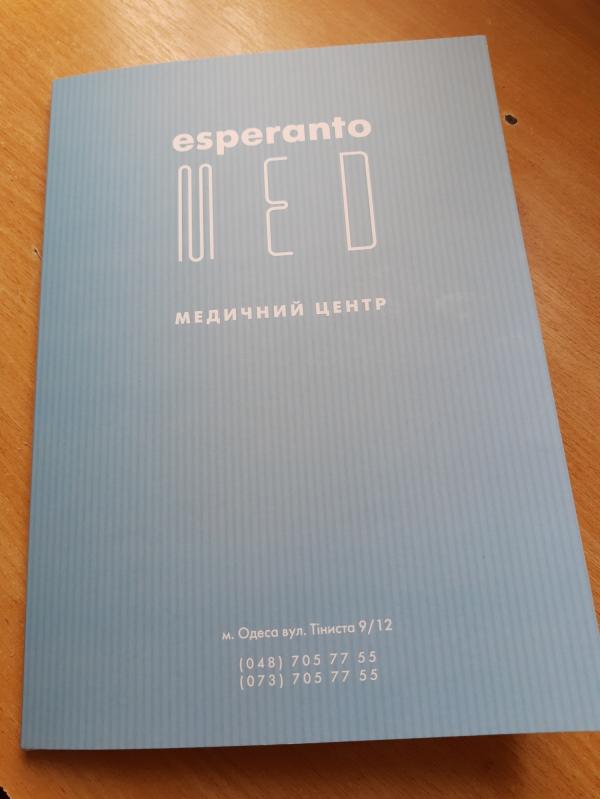 esperanto
MED
МЕДИЧНИЙ ЦЕНТР
м. Одеса вул. Тіниста 9/12
(048) 705 77 55
(073) 705 77 55